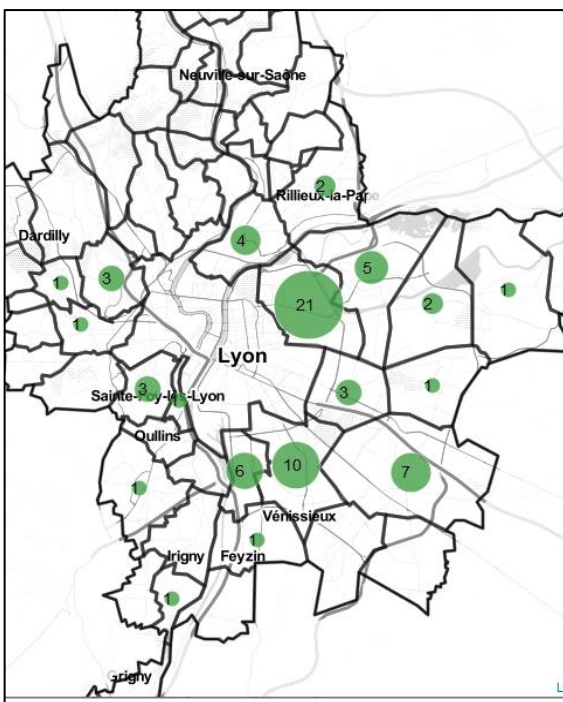 Neuville-sur-Saône
2
Rillieux-la-Pape
Dardilly
4
5
3
1
21
2
1
1
Lyon
3
3
1
Sainte-Foy-lès-Lyon
Oullins
6
10
7
1
Vénissieux
1
Irigny
Feyzin
1
Grigny
L